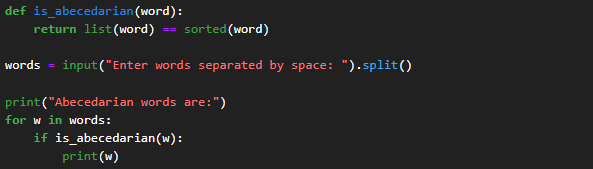 def is_abecedarian(word):
    return list(word) == sorted(word)

words = input("Enter words separated by space: ").split()

print("Abecedarian words are:")
for w in words:
    if is_abecedarian(w):
        print(w)